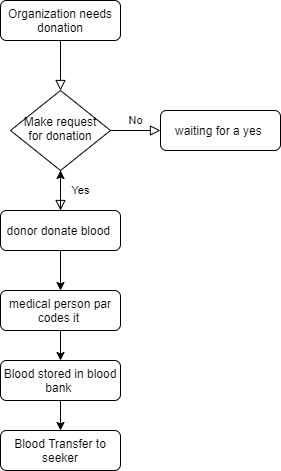 Organization needs
donation
Make request
for donation
No
waiting for a yes
Yes
donor donate blood
medical person par
codes it
Blood stored in blood
bank
Blood Transfer to
seeker